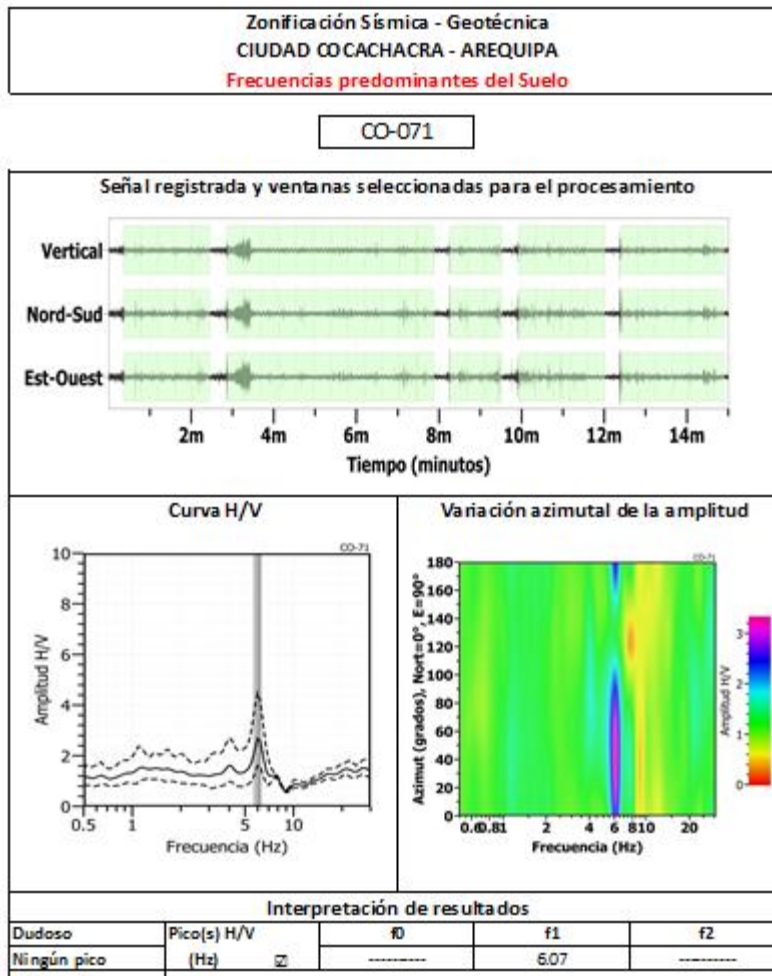 Zonificación Sísmica - Geotécnica
CIUDAD COCACHACRA - AREQUIPA
Frecuencias predominantes del Suelo
CO-071
Señal registrada y ventanas seleccionadas para el procesamiento
Vertical
Nord-Sud
Est-Ouest
2m 4m 6m 8m 10m 12m 14m
Tiempo (minutos)
Curva H/V
CO-71
10
8
6
4
2
0
Amplitud H/V
0.5 1 5 10
Frecuencia (Hz)
Variación azimutal de la amplitud
CO-71
180
160
140
120
100
80
60
40
20
0
Azimut (grados), Nort=0°, E=90°
0.6 0.8 1 2 4 6 8 10 20
Frecuencia (Hz)
3
2
1
0
Amplitud H/V
Interpretación de resultados
Dudoso Pico(s) H/V f0 f1 f2
Ningún pico (Hz) ☑ ---------- 6.07 ----------